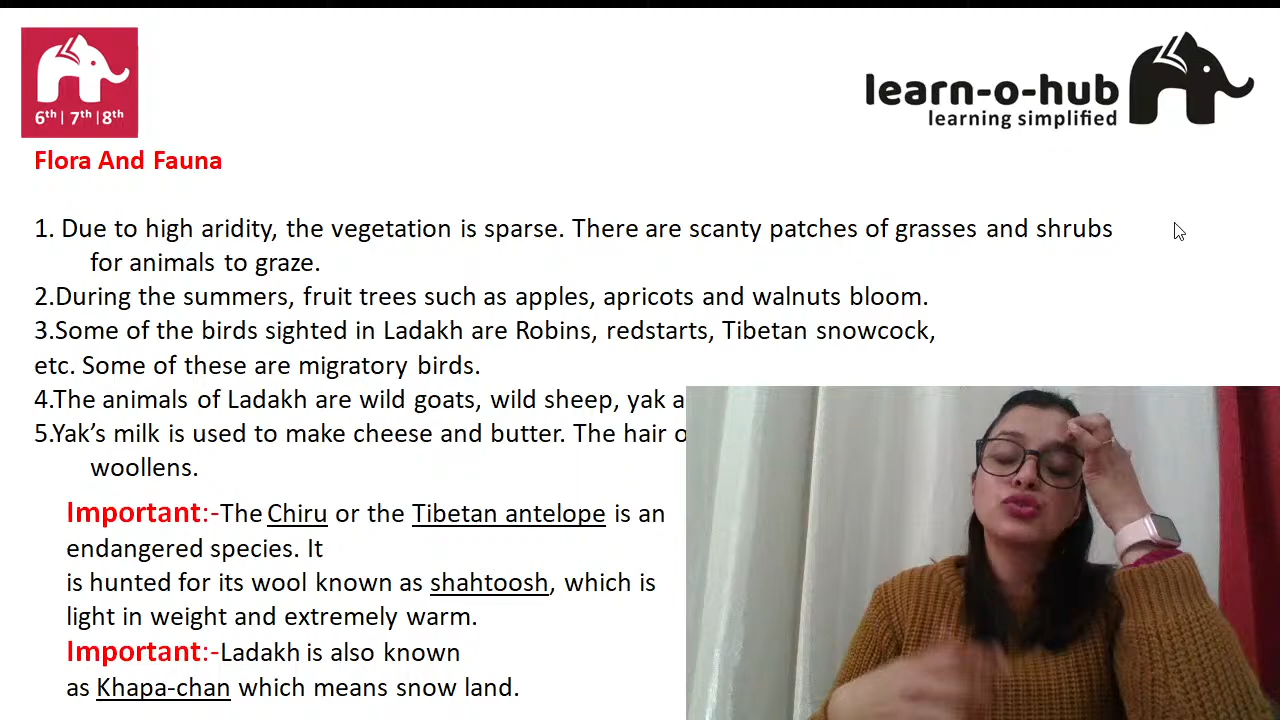 6th | 7th | 8th
learn-o-hub
learning simplified
Flora And Fauna
1. Due to high aridity, the vegetation is sparse. There are scanty patches of grasses and shrubs
for animals to graze.
2.During the summers, fruit trees such as apples, apricots and walnuts bloom.
3.Some of the birds sighted in Ladakh are Robins, redstarts, Tibetan snowcock,
etc. Some of these are migratory birds.
4.The animals of Ladakh are wild goats, wild sheep, yak
5.Yak’s milk is used to make cheese and butter. The hair
woollens.
Important:-The Chiru or the Tibetan antelope is an
endangered species. It
is hunted for its wool known as shahtoosh, which is
light in weight and extremely warm.
Important:-Ladakh is also known
as Khapa-chan which means snow land.